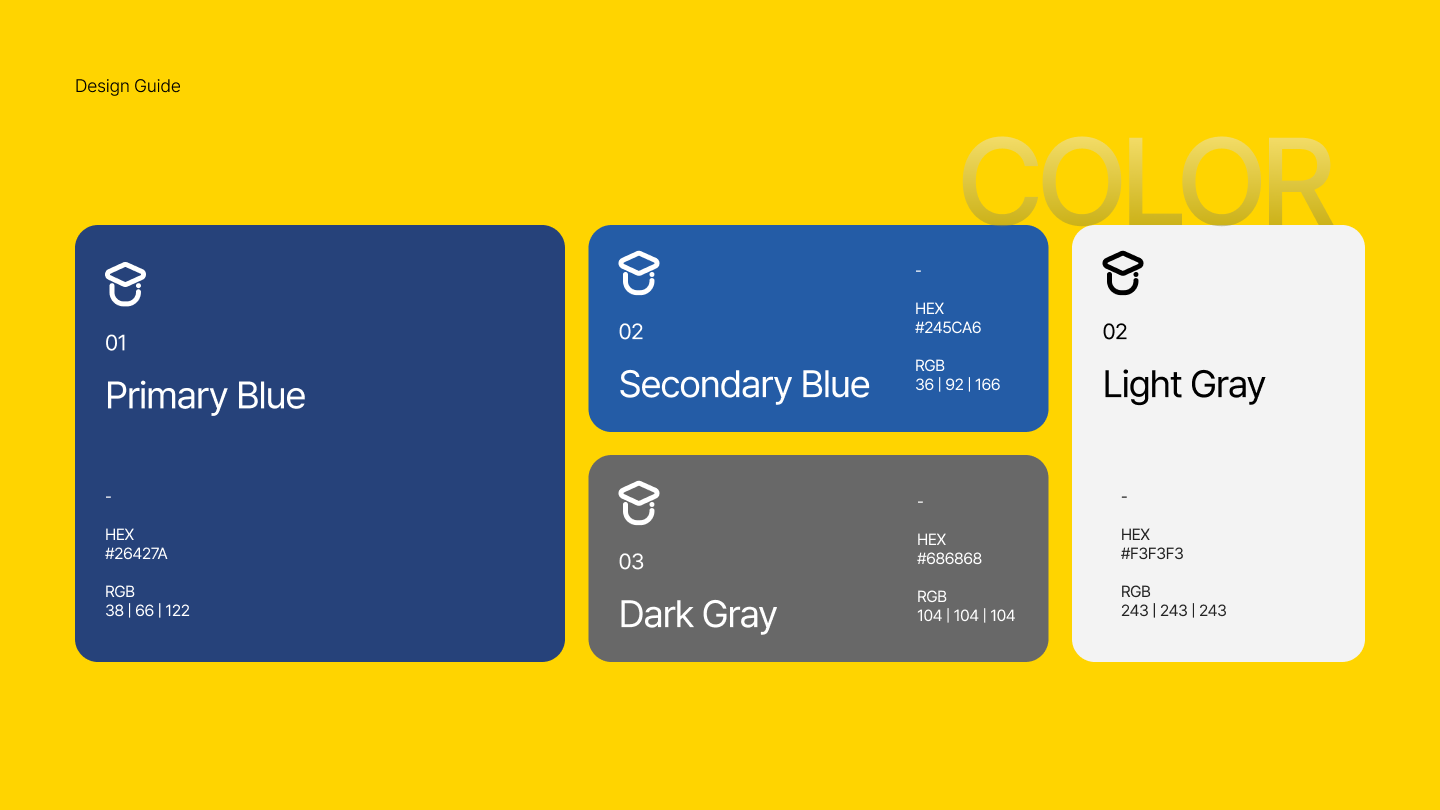 Design Guide
COLOR
01
Primary Blue
-
HEX
#26427A
RGB
38 | 66 | 122
02
Secondary Blue
-
HEX
#245CA6
RGB
36 | 92 | 166
03
Dark Gray
-
HEX
#686868
RGB
104 | 104 | 104
02
Light Gray
-
HEX
#F3F3F3
RGB
243 | 243 | 243